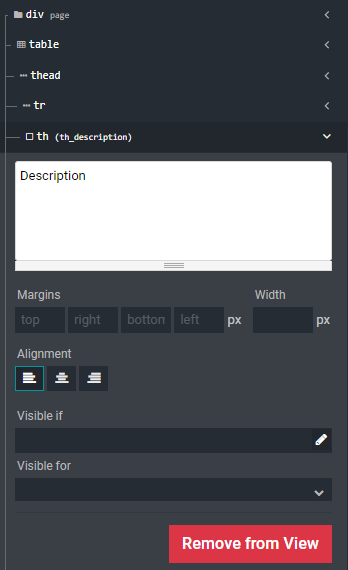 div page
table
thead
tr
th (th_description)
Description
Margins Width
top right bottom left px px
Alignment
Visible if
Visible for
Remove from View